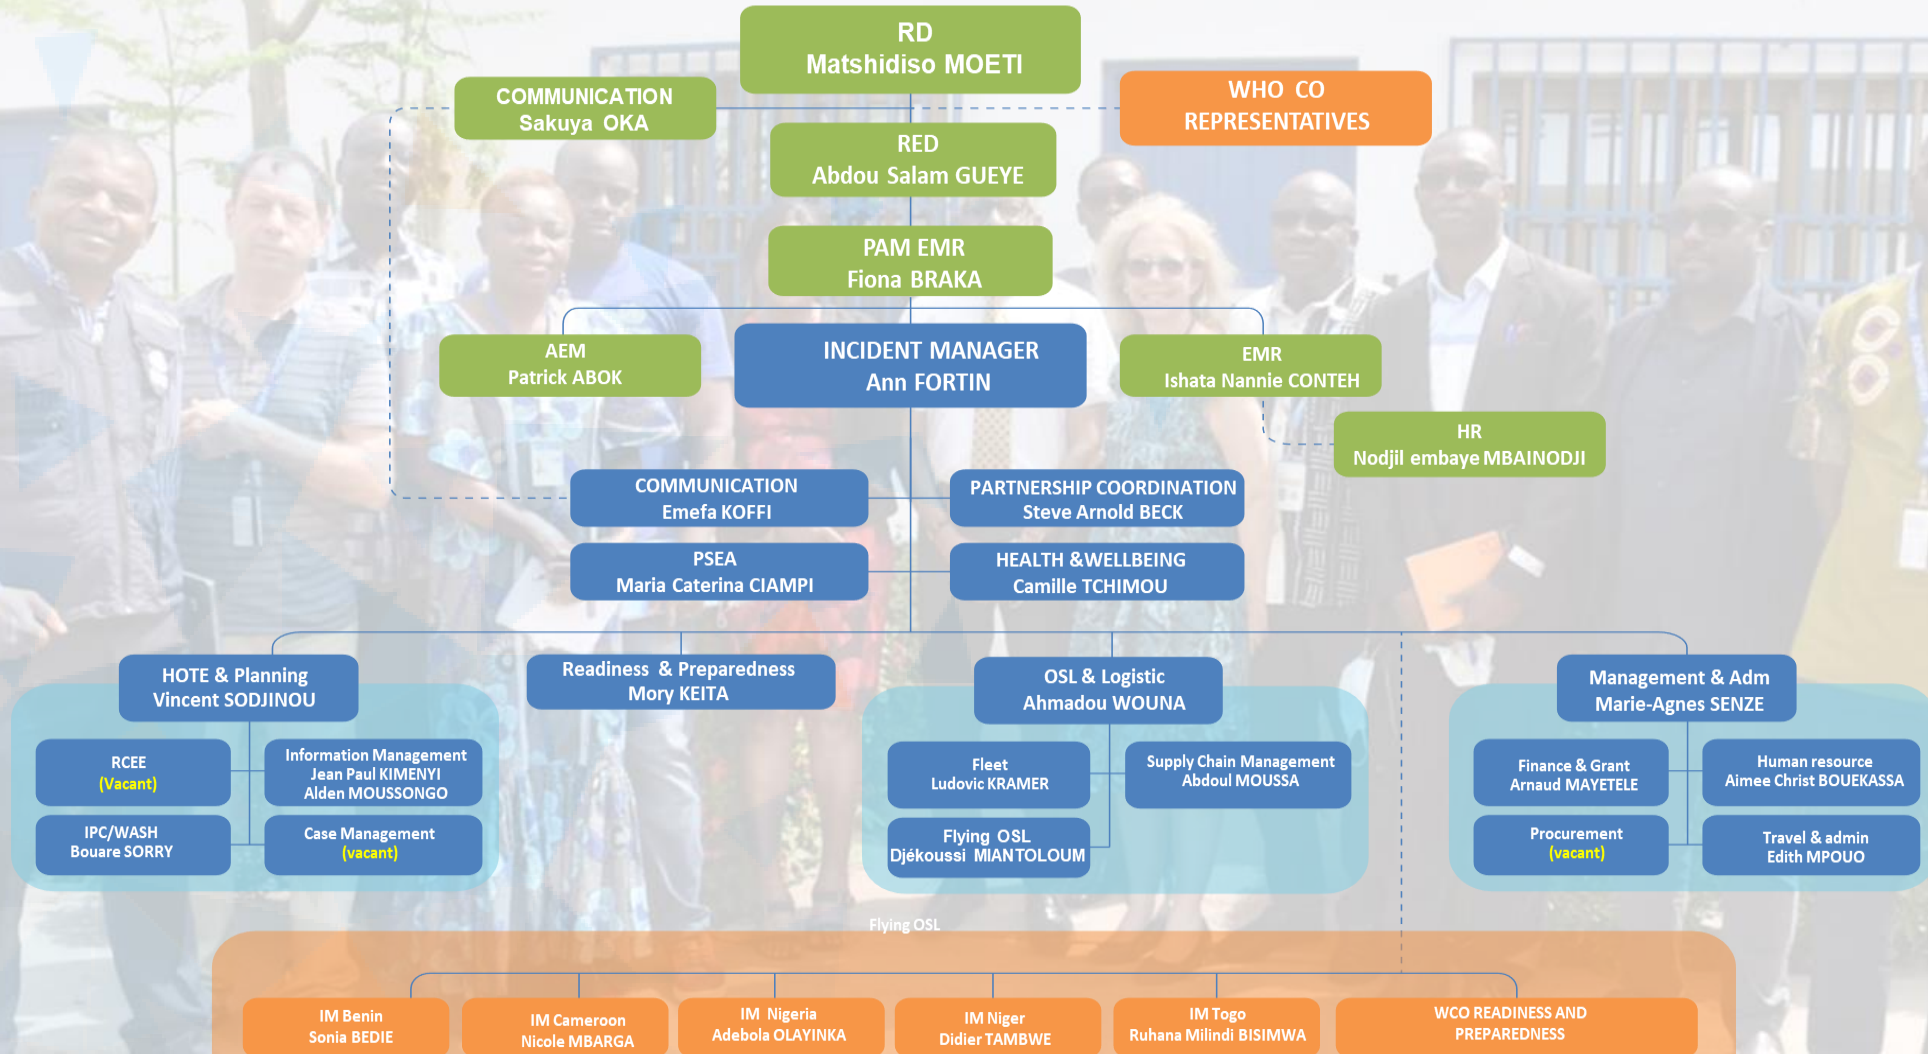 RD
Matshidiso MOETI
COMMUNICATION
Sakuya OKA
WHO CO
REPRESENTATIVES
RED
Abdou Salam GUEYE
PAM EMR
Fiona BRAKA
AEM
Patrick ABOK
INCIDENT MANAGER
Ann FORTIN
EMR
Ishata Nannie CONTEH
HR
Nodjil embaye MBAINODJI
COMMUNICATION
Emefa KOFFI
PARTNERSHIP COORDINATION
Steve Arnold BECK
PSEA
Maria Caterina CIAMPI
HEALTH &WELLBEING
Camille TCHIMOU
HOTE & Planning
Vincent SODJINOU
Readiness & Preparedness
Mory KEITA
OSL & Logistic
Ahmadou WOUNA
Management & Adm
Marie-Agnes SENZE
RCEE
(Vacant)
Information Management
Jean Paul KIMENYI
Alden MOUSSONGO
IPC/WASH
Bouare SORRY
Case Management
(vacant)
Fleet
Ludovic KRAMER
Supply Chain Management
Abdoul MOUSSA
Flying OSL
Djékoussi MIANTOLOUM
Finance & Grant
Arnaud MAYETELE
Human resource
Aimee Christ BOUEKASSA
Procurement
(vacant)
Travel & admin
Edith MPOUO
Flying OSL
IM Benin
Sonia BEDIE
IM Cameroon
Nicole MBARGA
IM Nigeria
Adebola OLAYINKA
IM Niger
Didier TAMBWE
IM Togo
Ruhana Milindi BISIMWA
WCO READINESS AND
PREPAREDNESS